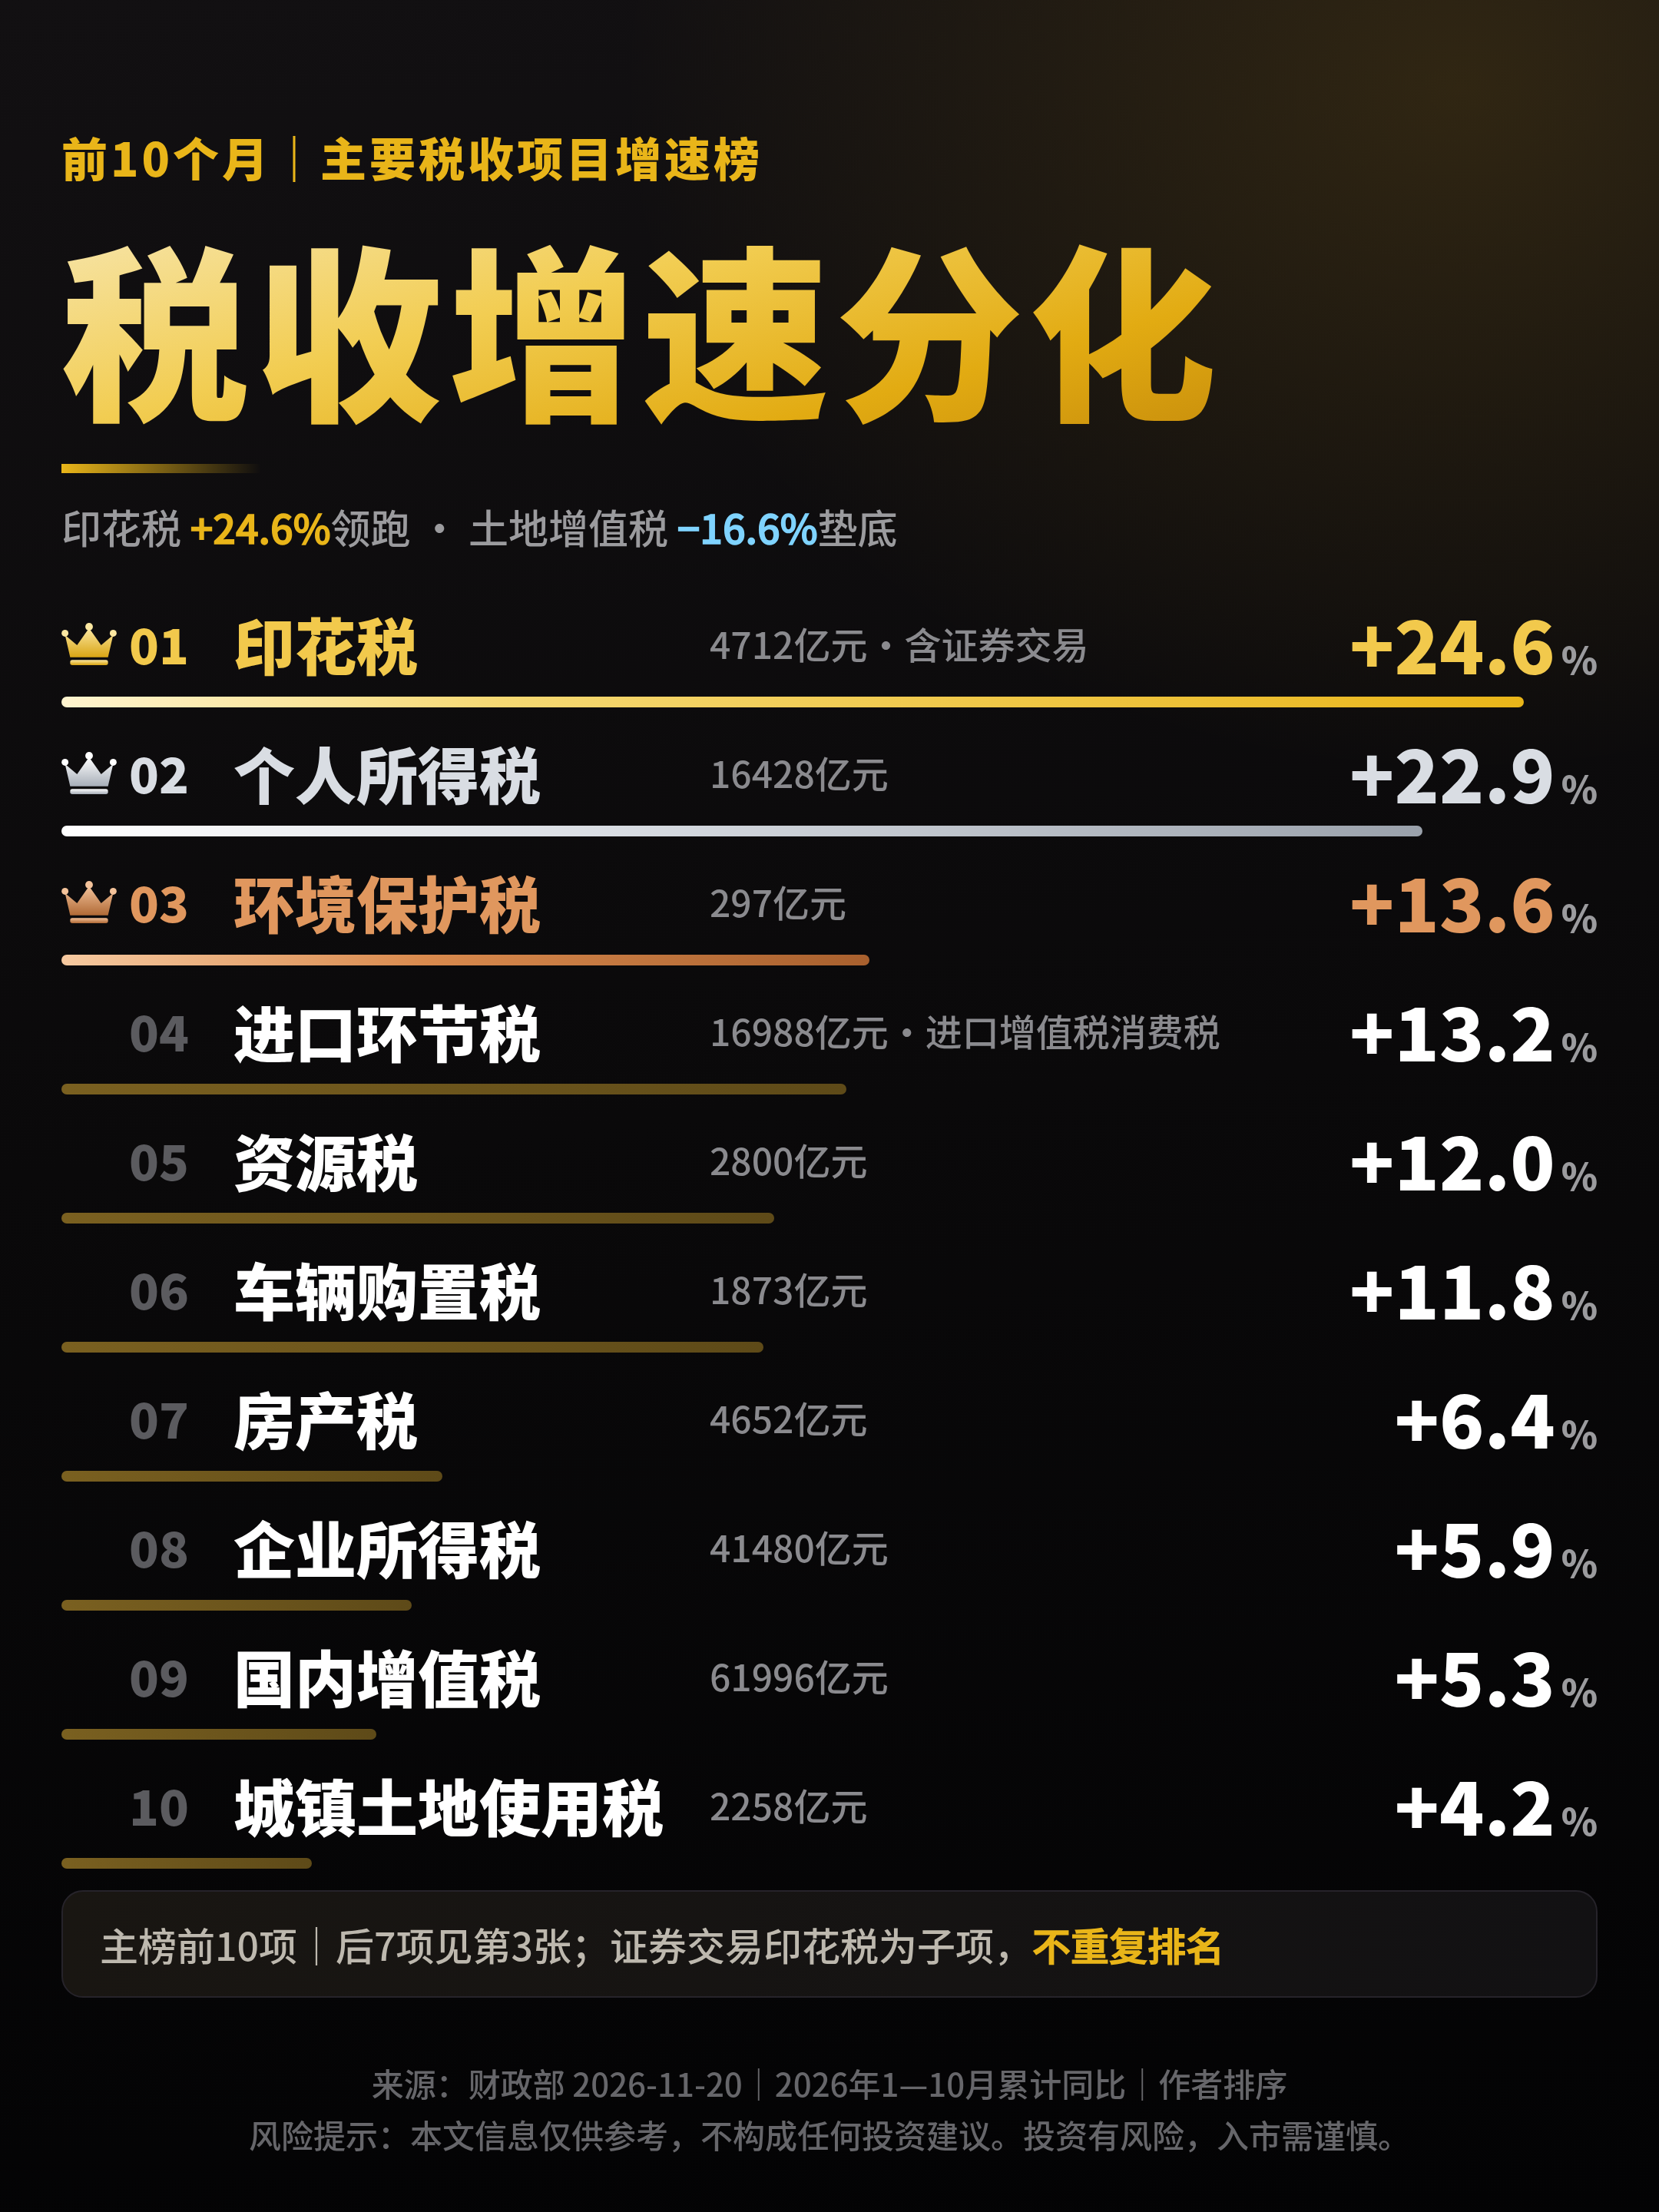 前10个月｜主要税收项目增速榜
税收增速分化
印花税 +24.6%领跑 · 土地增值税 −16.6%垫底
01 印花税 4712亿元·含证券交易 +24.6%
02 个人所得税 16428亿元 +22.9%
03 环境保护税 297亿元 +13.6%
04 进口环节税 16988亿元·进口增值税消费税 +13.2%
05 资源税 2800亿元 +12.0%
06 车辆购置税 1873亿元 +11.8%
07 房产税 4652亿元 +6.4%
08 企业所得税 41480亿元 +5.9%
09 国内增值税 61996亿元 +5.3%
10 城镇土地使用税 2258亿元 +4.2%
主榜前10项｜后7项见第3张；证券交易印花税为子项，不重复排名
来源：财政部 2026-11-20｜2026年1—10月累计同比｜作者排序
风险提示：本文信息仅供参考，不构成任何投资建议。投资有风险，入市需谨慎。